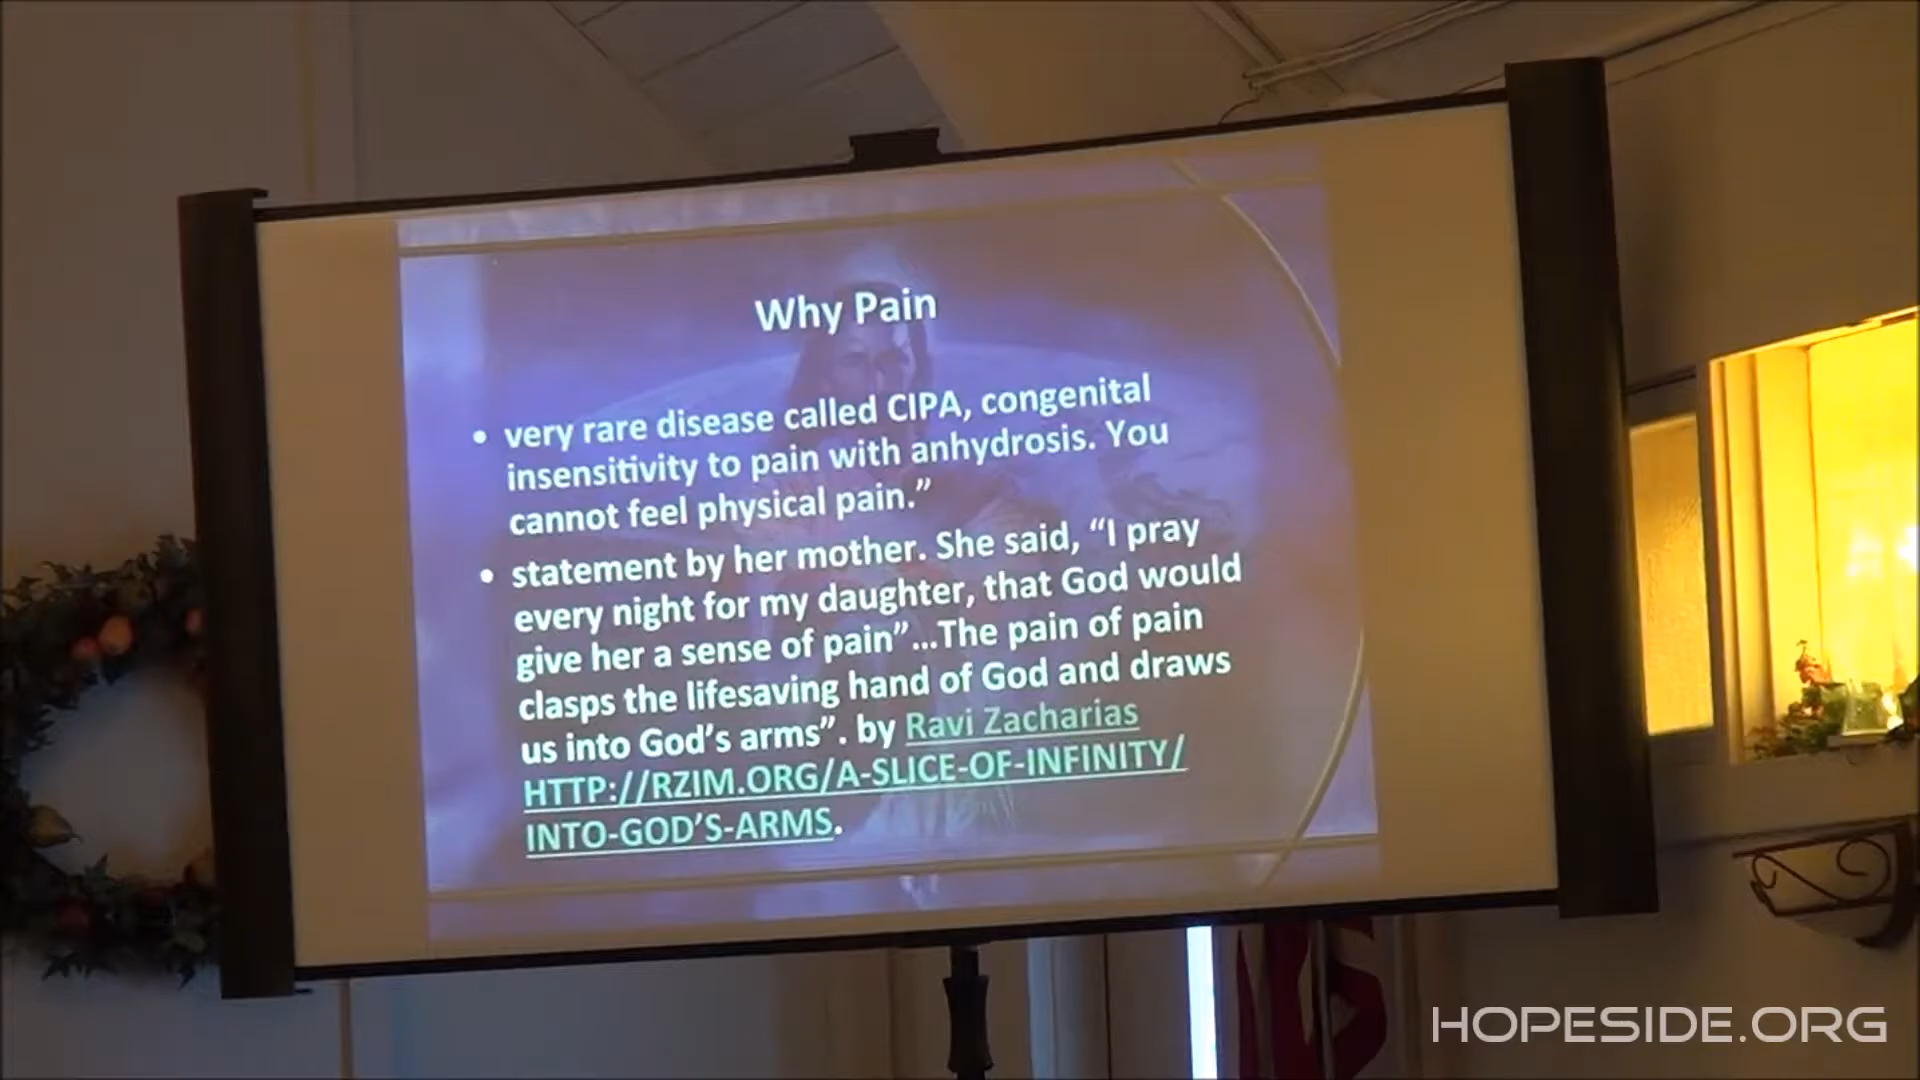 Why Pain
• very rare disease called CIPA, congenital
insensitivity to pain with anhydrosis. You
cannot feel physical pain.”
• statement by her mother. She said, “I pray
every night for my daughter, that God would
give her a sense of pain”...The pain of pain
clasps the lifesaving hand of God and draws
us into God’s arms”. by Ravi Zacharias
HTTP://RZIM.ORG/A-SLICE-OF-INFINITY/
INTO-GOD’S-ARMS.
HOPESIDE.ORG